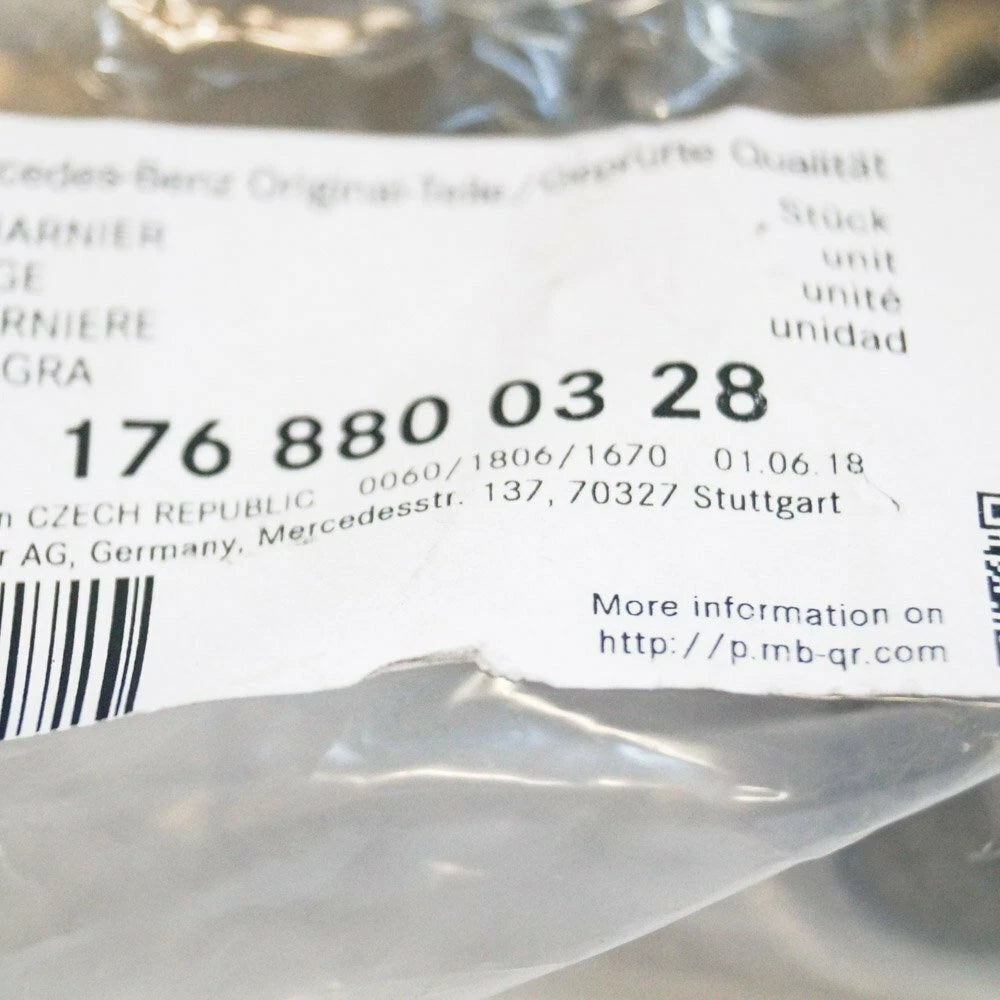 cedes-Benz Original-Teile / Geprüfte Qualität
ARNIER
GE
RNIERE
GRA
Stück
unit
unité
unidad
176 880 03 28
n CZECH REPUBLIC 0060/1806/1670 01.06.18
r AG, Germany, Mercedesstr. 137, 70327 Stuttgart
More information on
http://p.mb-qr.com